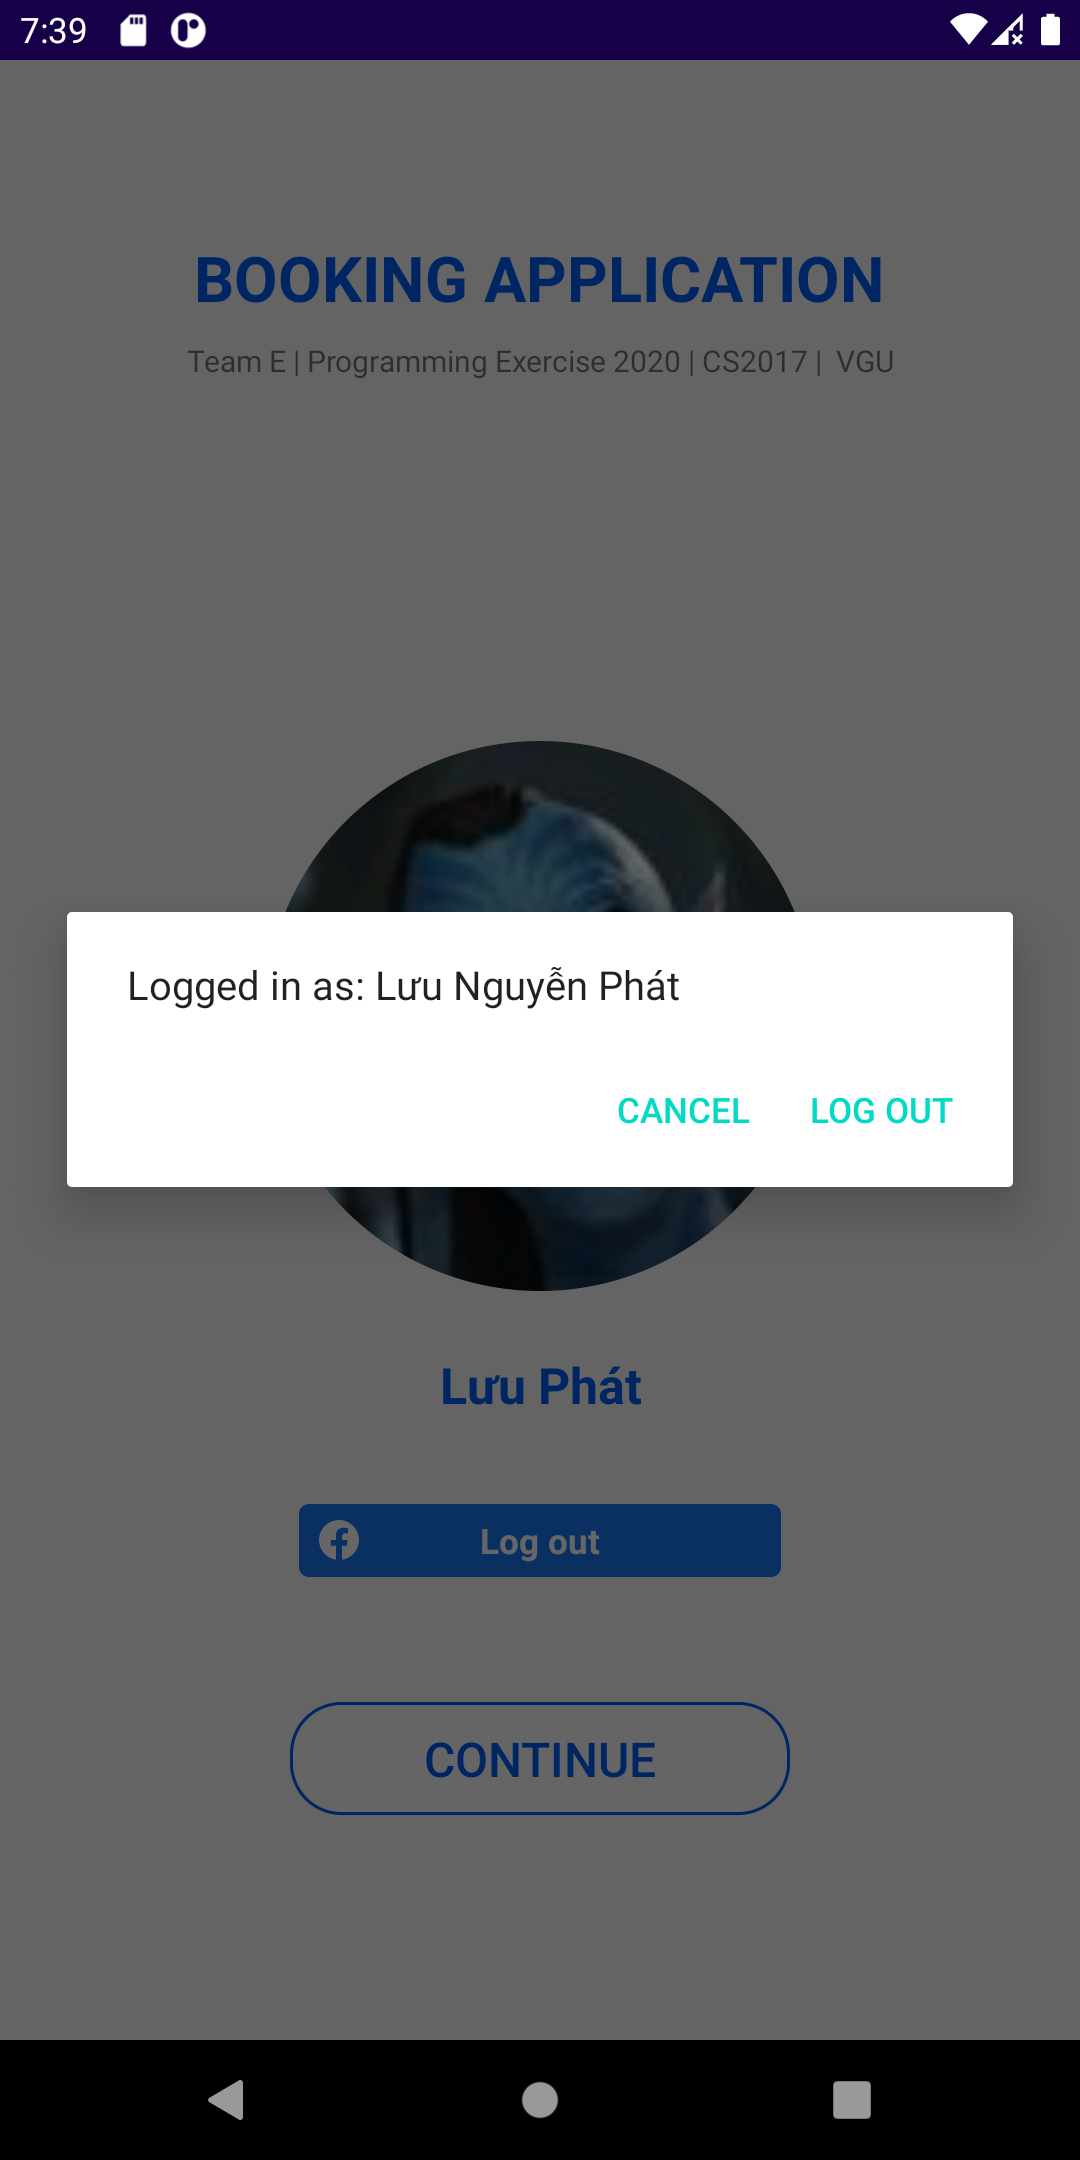 7:39
BOOKING APPLICATION
Team E | Programming Exercise 2020 | CS2017 | VGU
Logged in as: Lưu Nguyễn Phát
CANCEL LOG OUT
Lưu Phát
Log out
CONTINUE